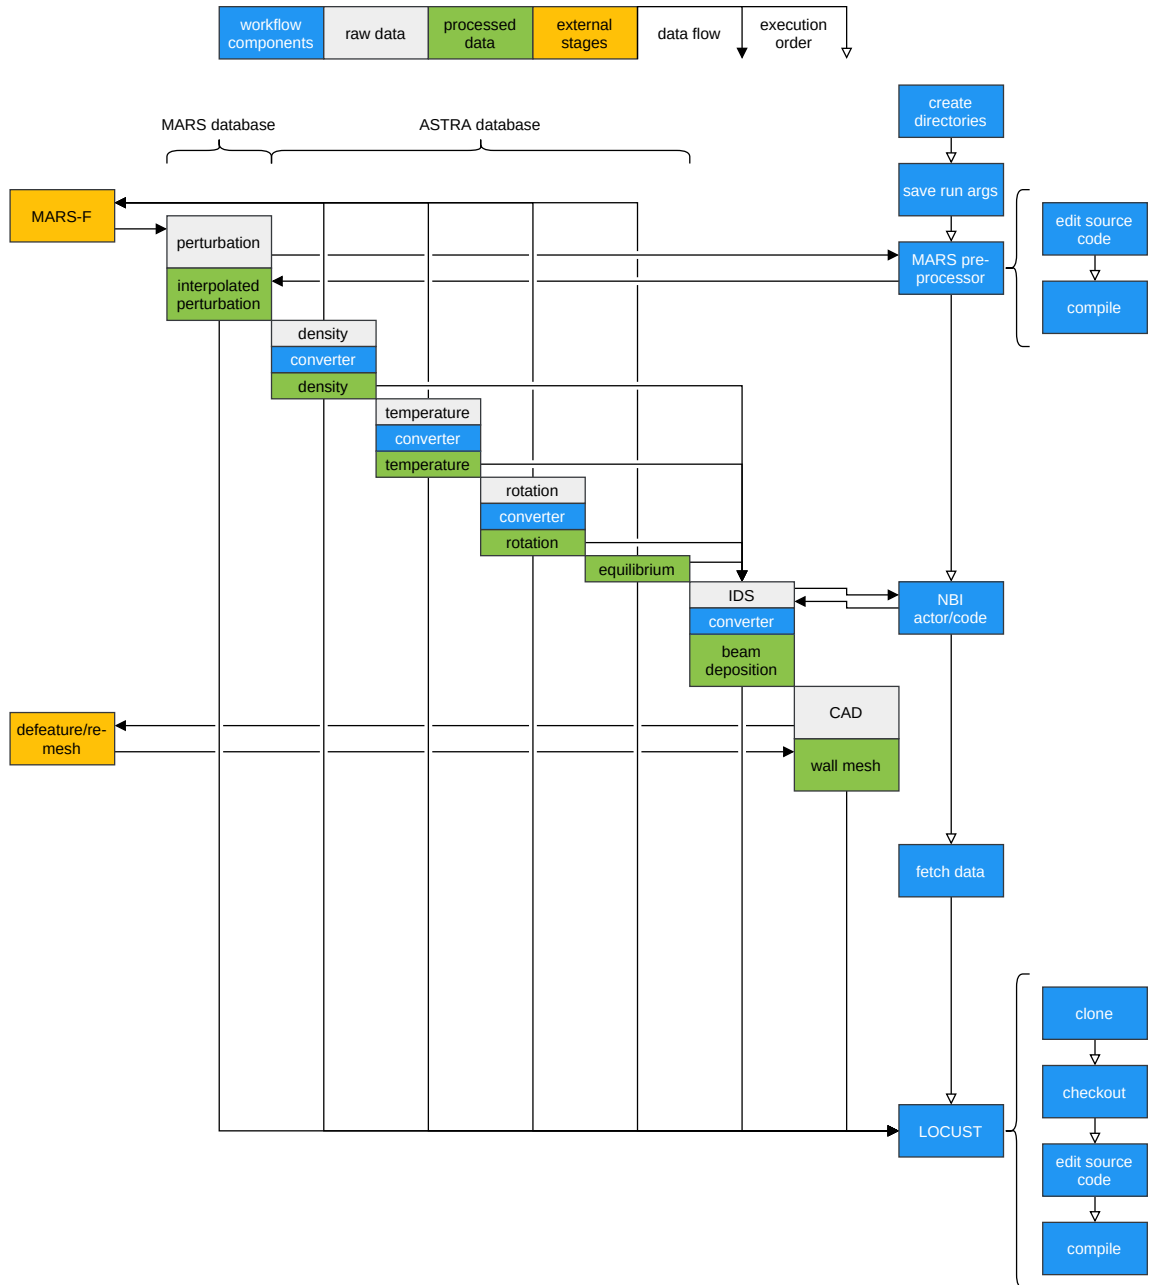 workflow
components
raw data
processed
data
external
stages
data flow
execution
order
create
directories
MARS database
ASTRA database
save run args
MARS-F
edit source
code
perturbation
MARS pre-
processor
interpolated
perturbation
compile
density
converter
density
temperature
converter
temperature
rotation
converter
rotation
equilibrium
IDS
converter
beam
deposition
NBI
actor/code
CAD
wall mesh
defeature/re-
mesh
fetch data
clone
checkout
LOCUST
edit source
code
compile